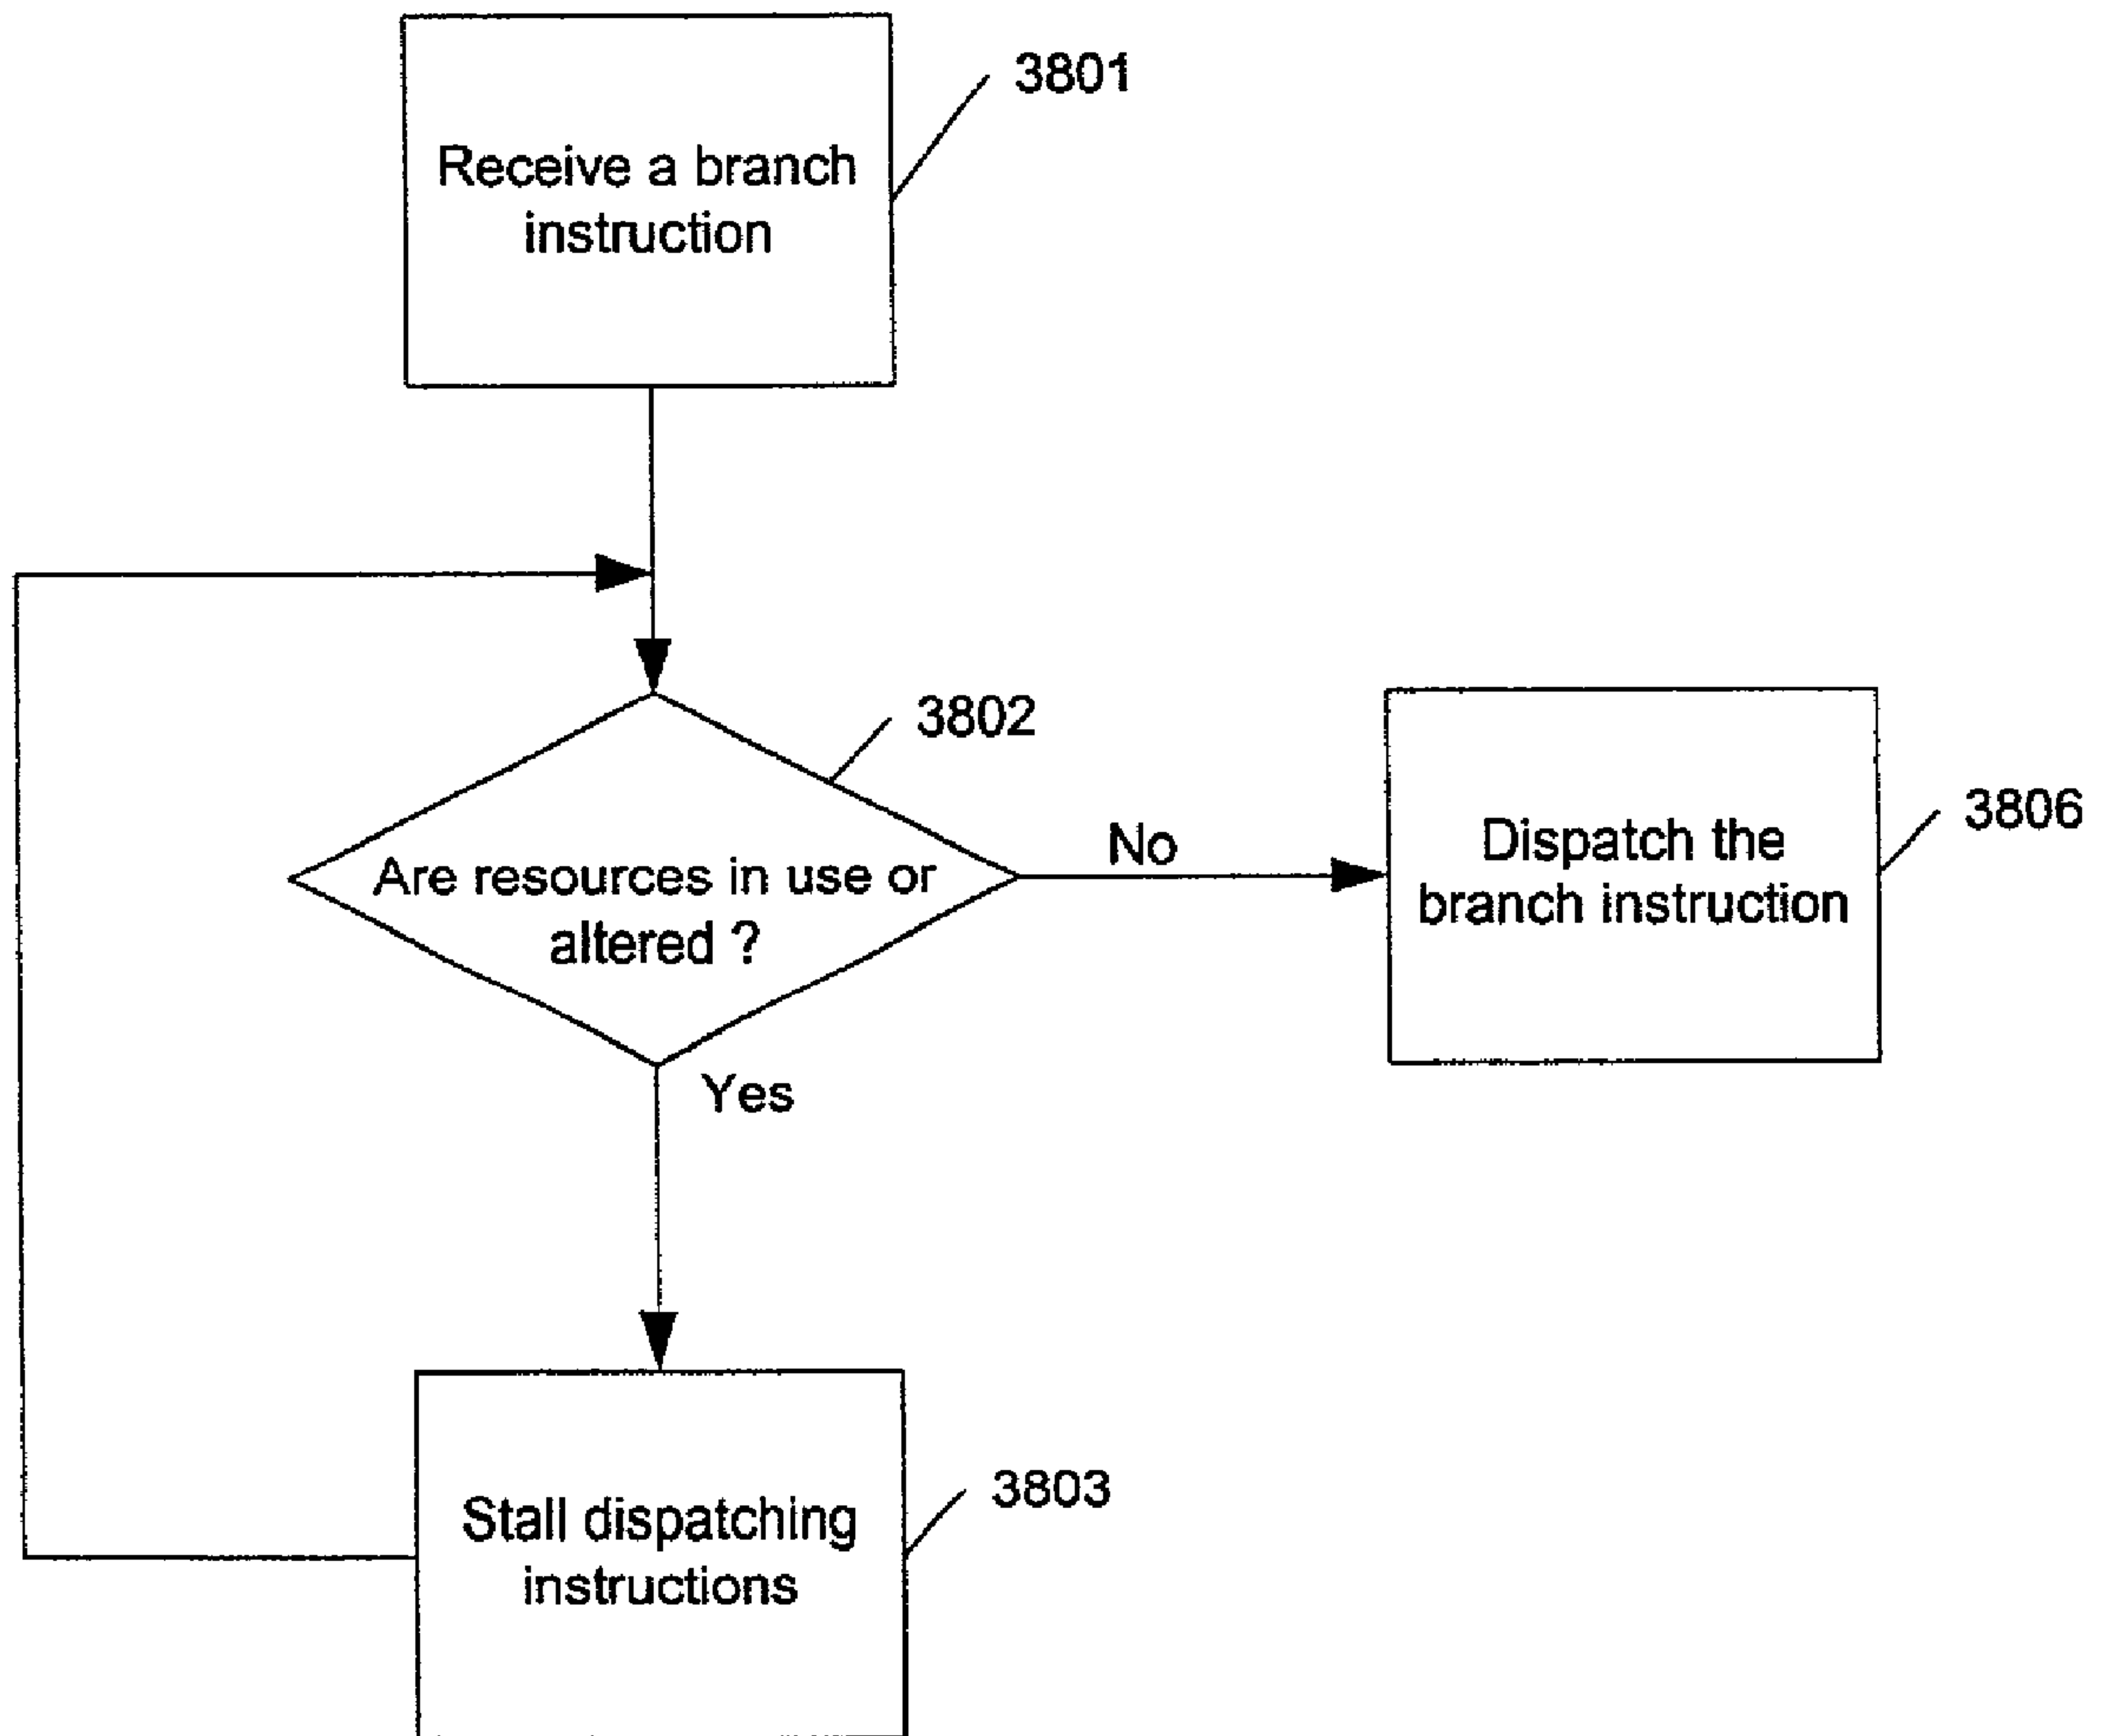 3801
Receive a branch
instruction
3802
Are resources in use or
altered ?
No
Dispatch the
branch instruction
3806
Yes
3803
Stall dispatching
instructions